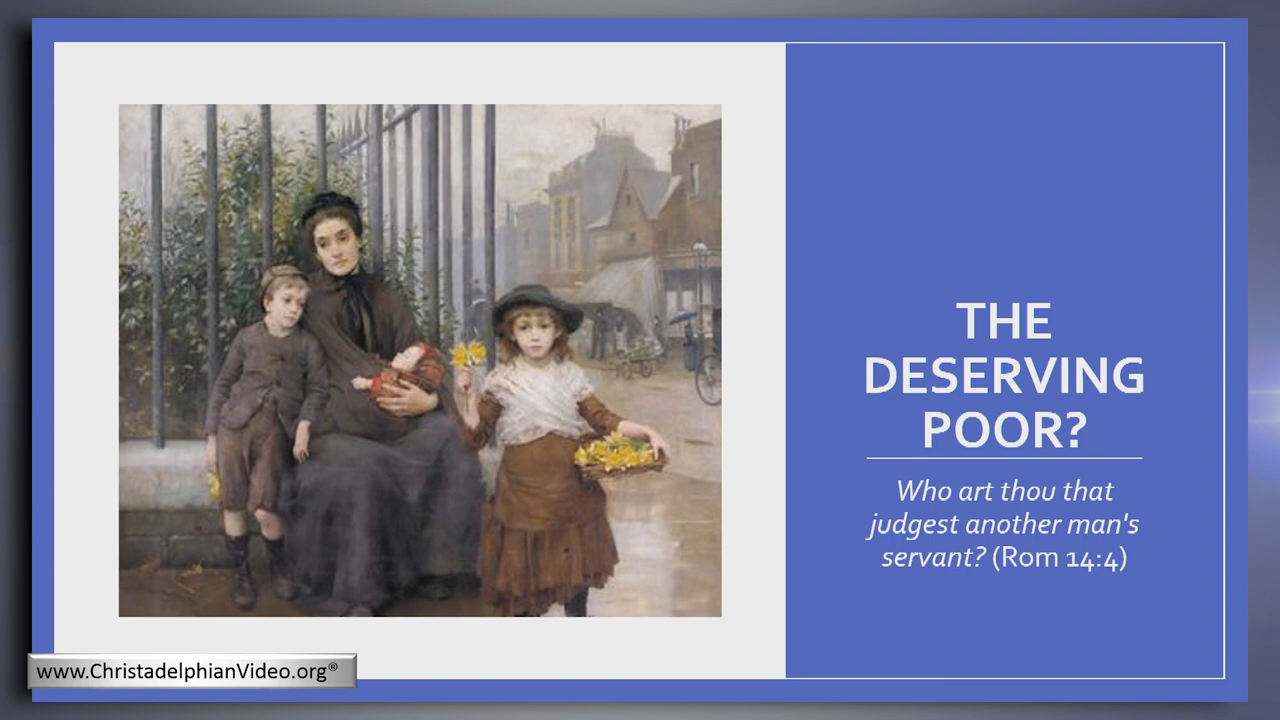 THE
DESERVING
POOR?
Who art thou that
judgest another man's
servant? (Rom 14:4)
www.ChristadelphianVideo.org®